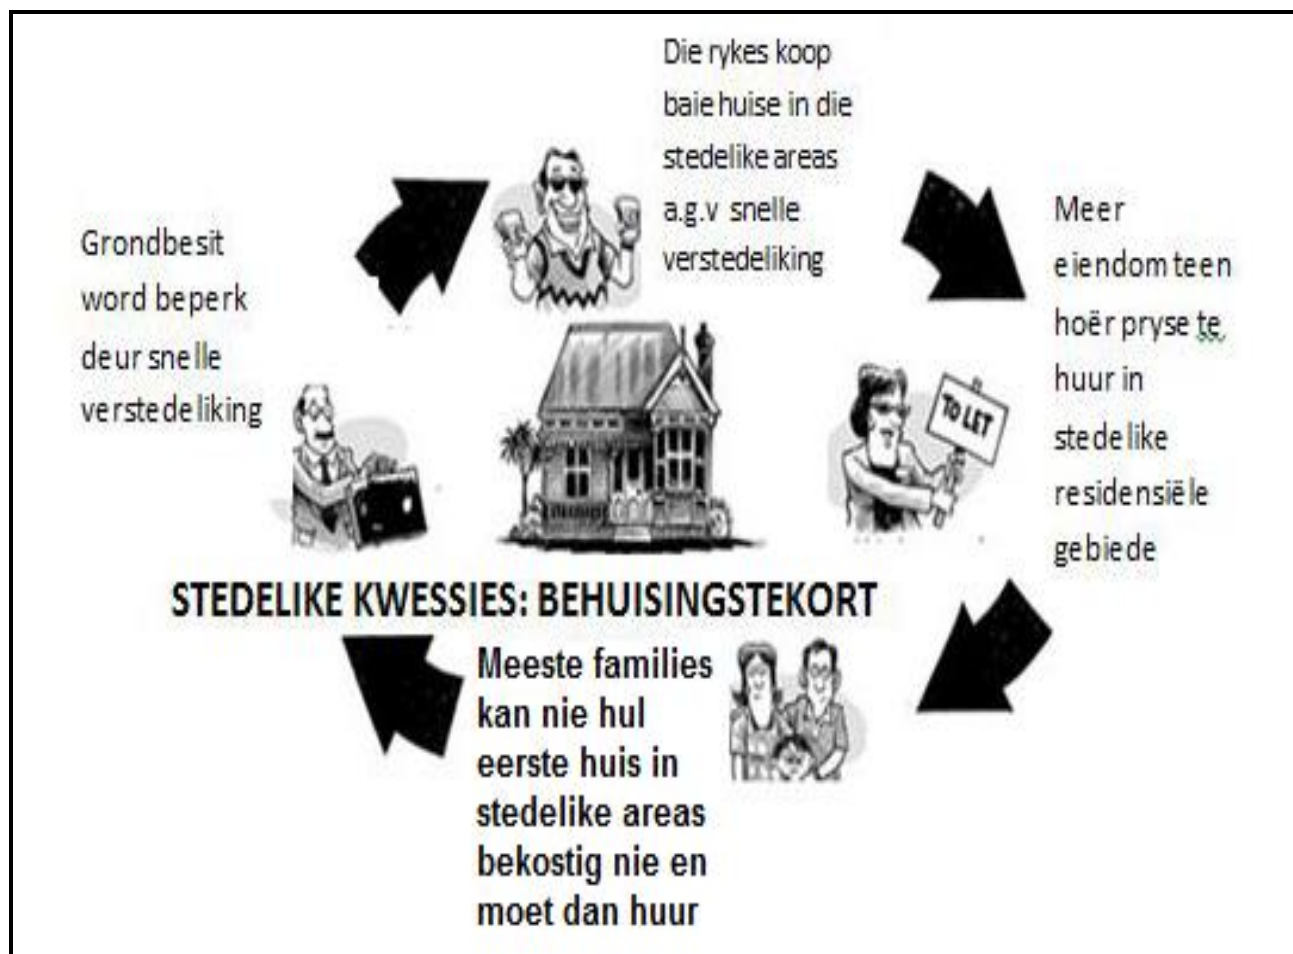 Die rykes koop
baie huise in die
stedelike areas
a.g.v snelle
verstedeliking
Meer
eiendom teen
hoër pryse te
huur in
stedelike
residensiële
gebiede
Grondbesit
word beperk
deur snelle
verstedeliking
TO LET
STEDELIKE KWESSIES: BEHUISINGSTEKORT
Meeste families
kan nie hul
eerste huis in
stedelike areas
bekostig nie en
moet dan huur